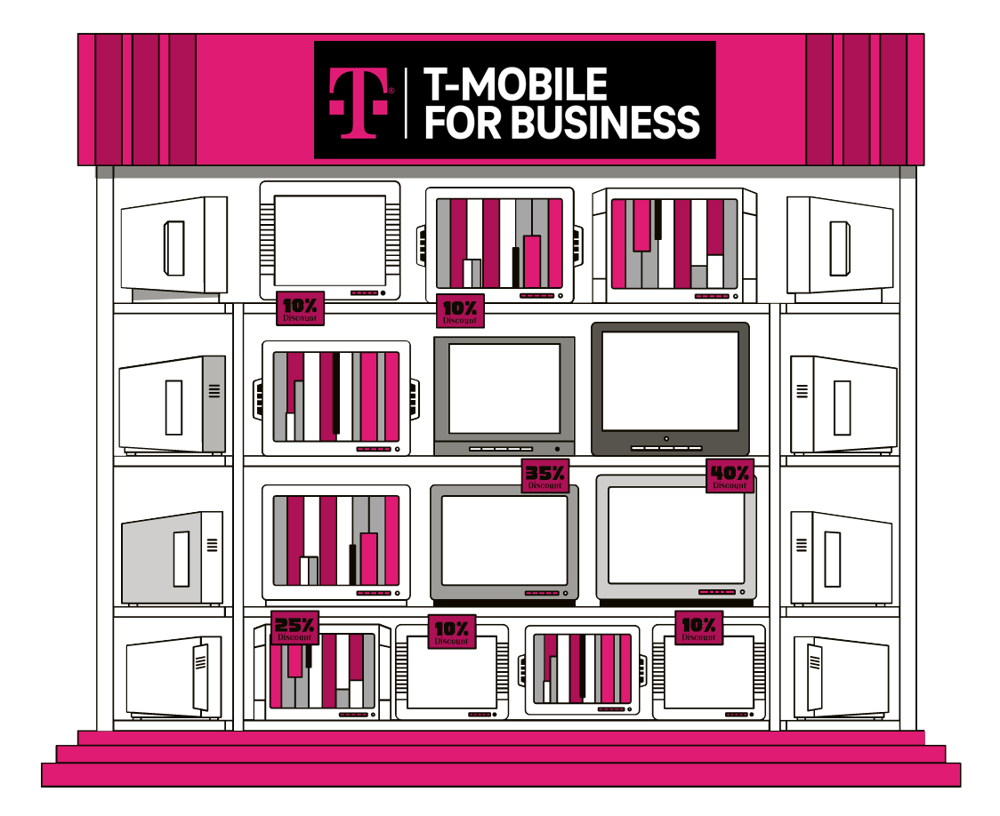 T ®
T-MOBILE
FOR BUSINESS
10%
Discount
10%
Discount
35%
Discount
40%
Discount
25%
Discount
10%
Discount
10%
Discount